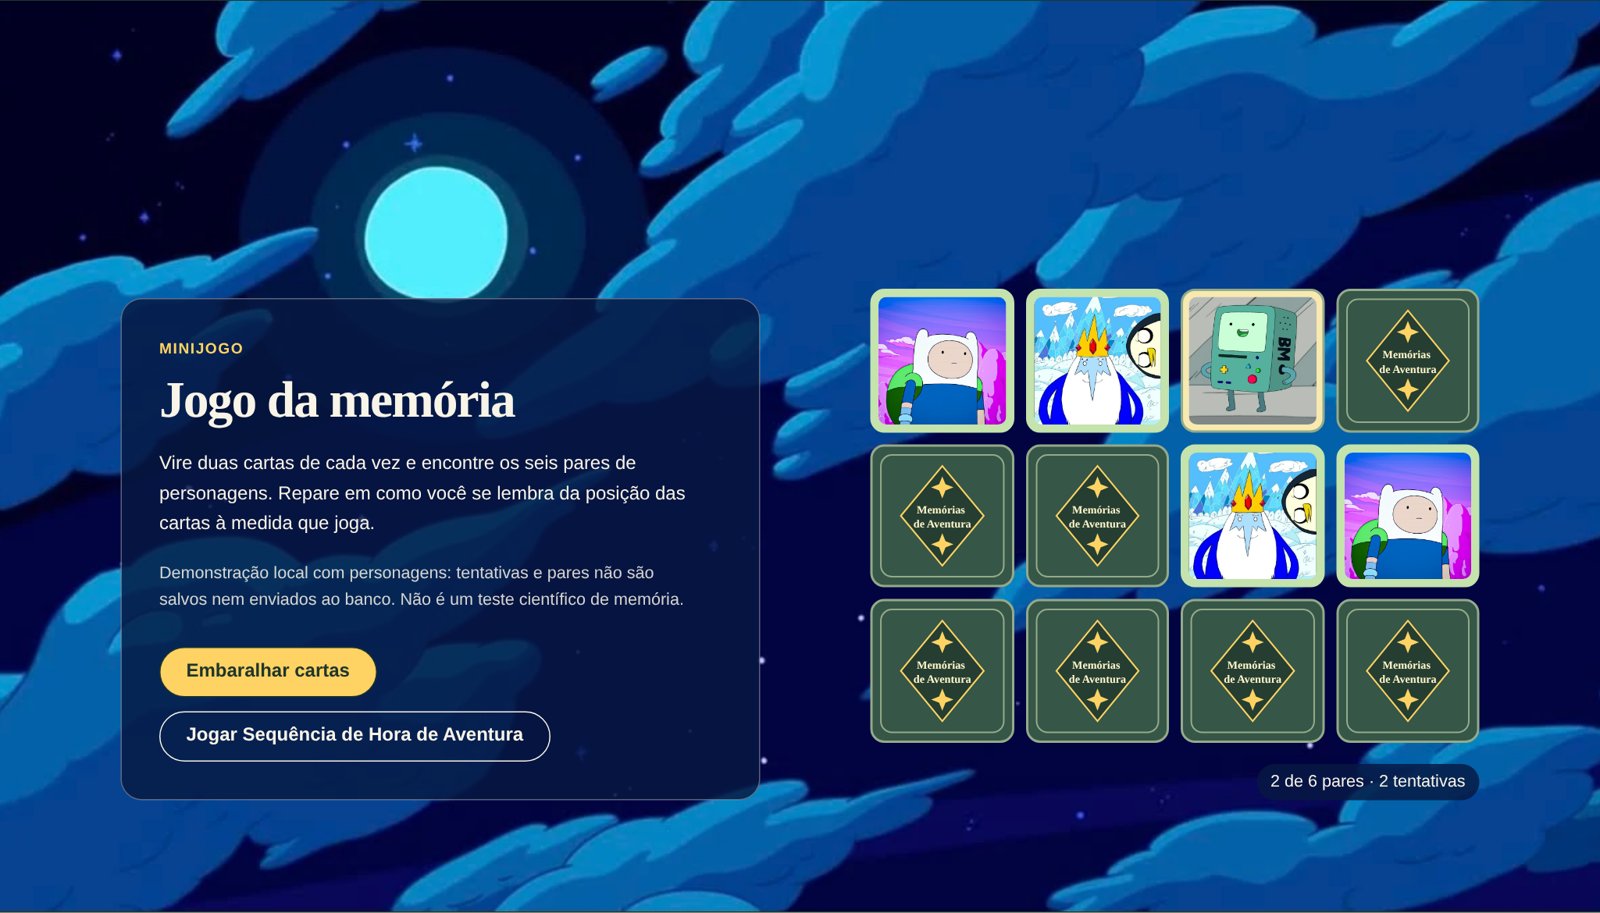 MINIJOGO
Jogo da memória
Vire duas cartas de cada vez e encontre os seis pares de
personagens. Repare em como você se lembra da posição das
cartas à medida que joga.
Demonstração local com personagens: tentativas e pares não são
salvos nem enviados ao banco. Não é um teste científico de memória.
Embaralhar cartas
Jogar Sequência de Hora de Aventura
BMO
Memórias
de Aventura
Memórias
de Aventura
Memórias
de Aventura
Memórias
de Aventura
Memórias
de Aventura
Memórias
de Aventura
Memórias
de Aventura
2 de 6 pares · 2 tentativas